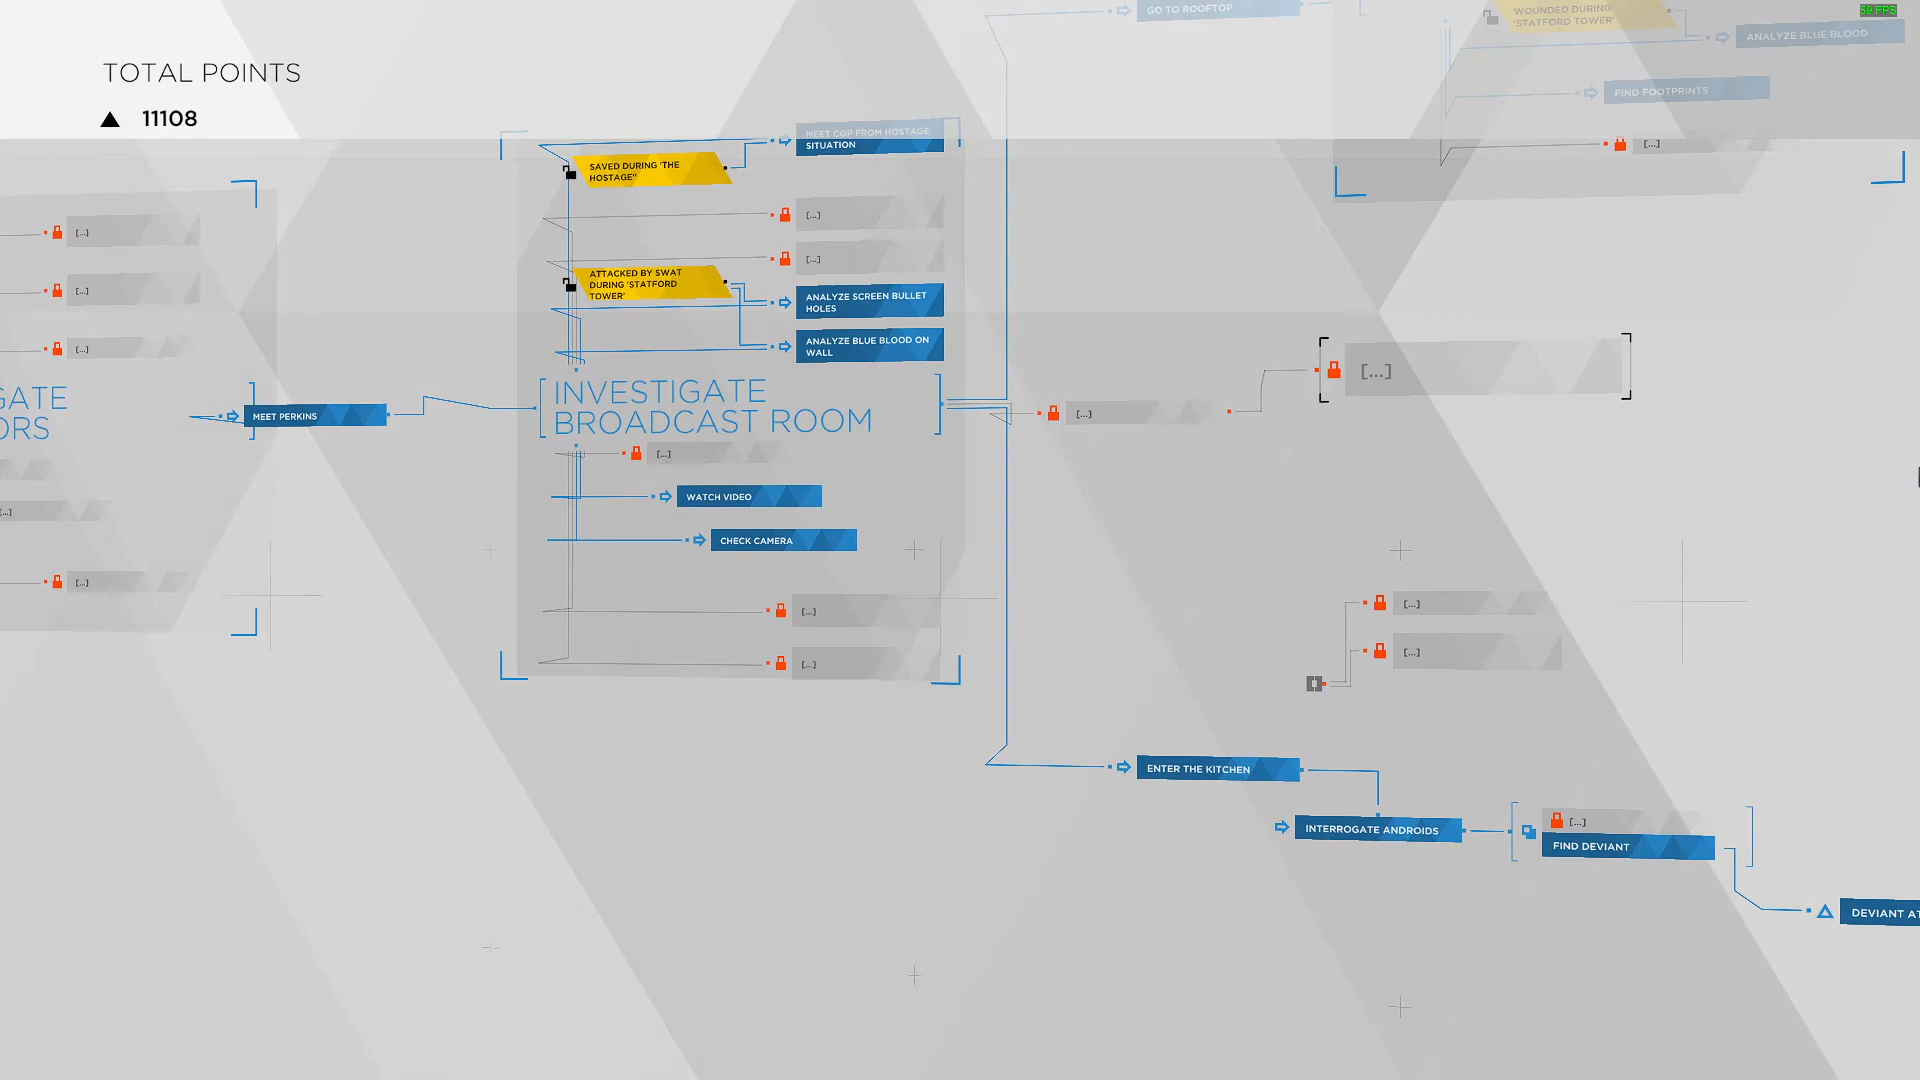 GO TO ROOFTOP
WOUNDED DURING
'STATFORD TOWER'
59 FPS
ANALYZE BLUE BLOOD
TOTAL POINTS
11108
FIND FOOTPRINTS
MEET COP FROM HOSTAGE
SITUATION
[...]
SAVED DURING 'THE
HOSTAGE"
[...]
[...]
[...]
ATTACKED BY SWAT
DURING 'STATFORD
TOWER'
[...]
ANALYZE SCREEN BULLET
HOLES
[...]
ANALYZE BLUE BLOOD ON
WALL
[...]
GATE
ORS
MEET PERKINS
INVESTIGATE
BROADCAST ROOM
[...]
[...]
WATCH VIDEO
[...]
CHECK CAMERA
[...]
[...]
[...]
[...]
[...]
ENTER THE KITCHEN
INTERROGATE ANDROIDS
[...]
FIND DEVIANT
DEVIANT AT